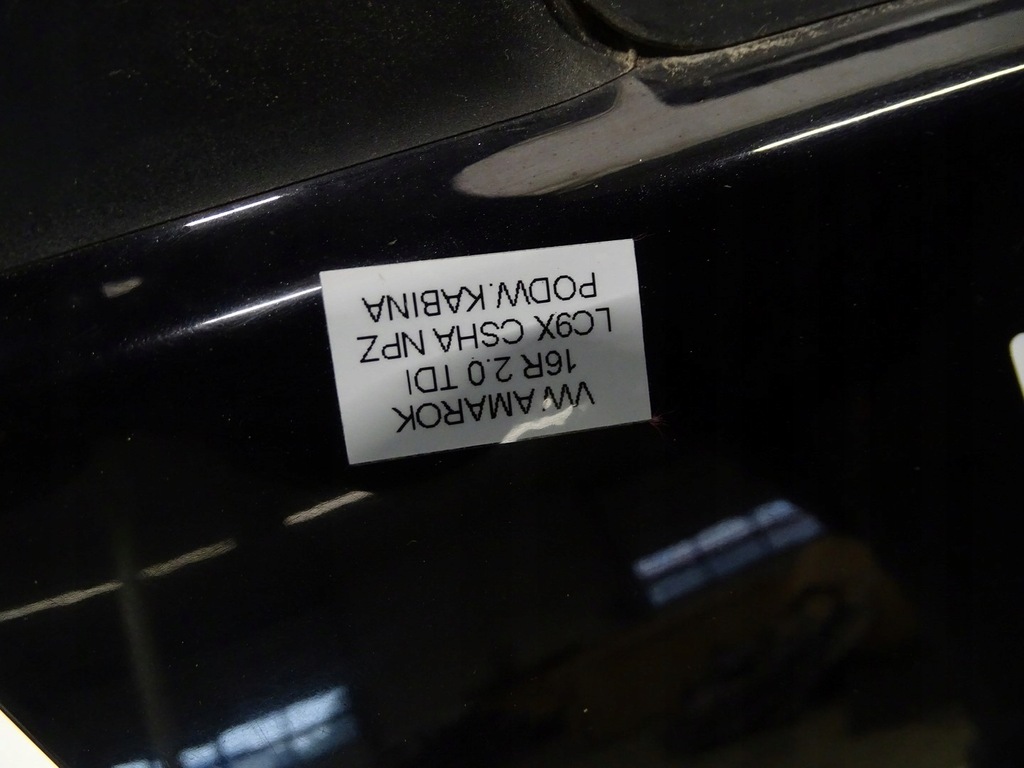 VW AMAROK
16R 2.0 TDI
LC9X CSHA NPZ
PODW.KABINA